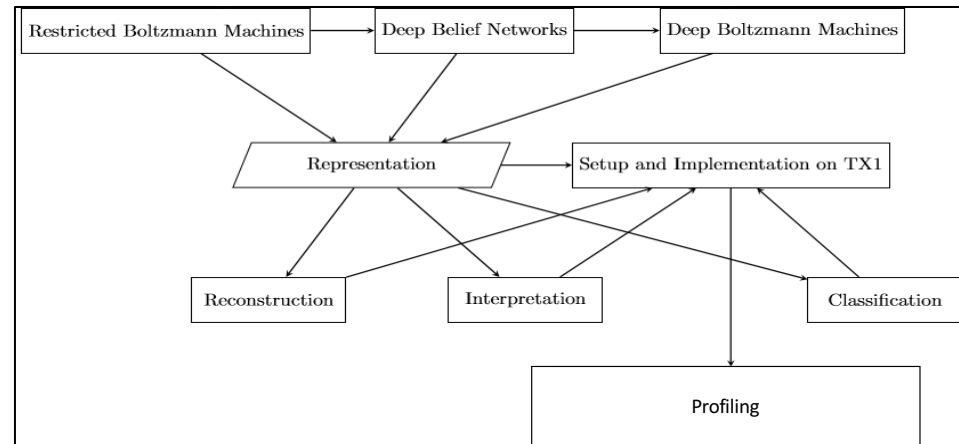 Restricted Boltzmann Machines
Deep Belief Networks
Deep Boltzmann Machines
Representation
Setup and Implementation on TX1
Reconstruction
Interpretation
Classification
Profiling